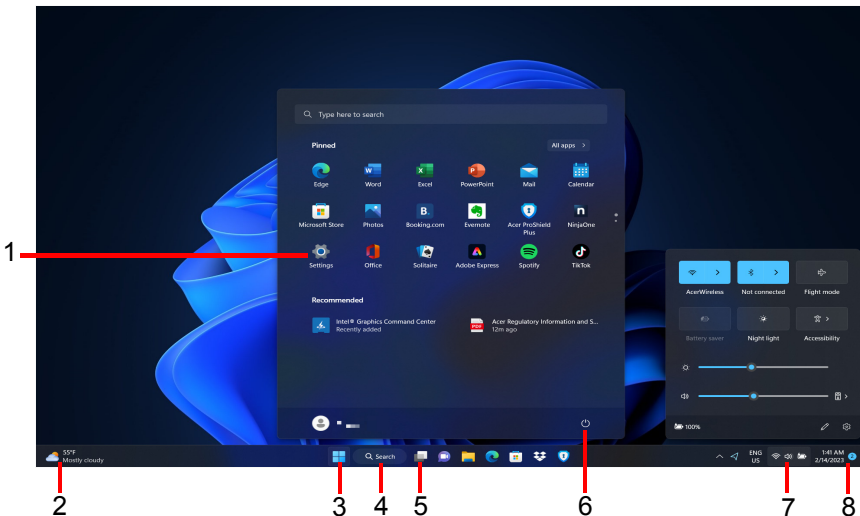 Type here to search
Pinned
All apps >
Edge
Word
Excel
PowerPoint
Mail
Calendar
Microsoft Store
Photos
Booking.com
Evernote
Acer ProShield
Plus
NinjaOne
Settings
Office
Solitaire
Adobe Express
Spotify
TikTok
Recommended
Intel® Graphics Command Center
Recently added
PDF
Acer Regulatory Information and S...
12m ago
AcerWireless
Not connected
Flight mode
Battery saver
Night light
Accessibility
100%
55°F
Mostly cloudy
Search
ENG
US
1:41 AM
2/14/2023
2
1
2
3
4
5
6
7
8